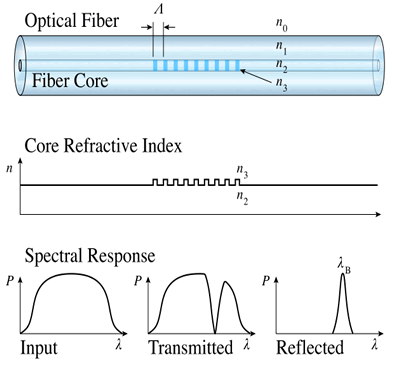 Optical Fiber
Λ
n0
n1
n2
Fiber Core
n3
Core Refractive Index
n
n3
n2
Spectral Response
λB
P
P
P
Input
λ
Transmitted
λ
Reflected
λ